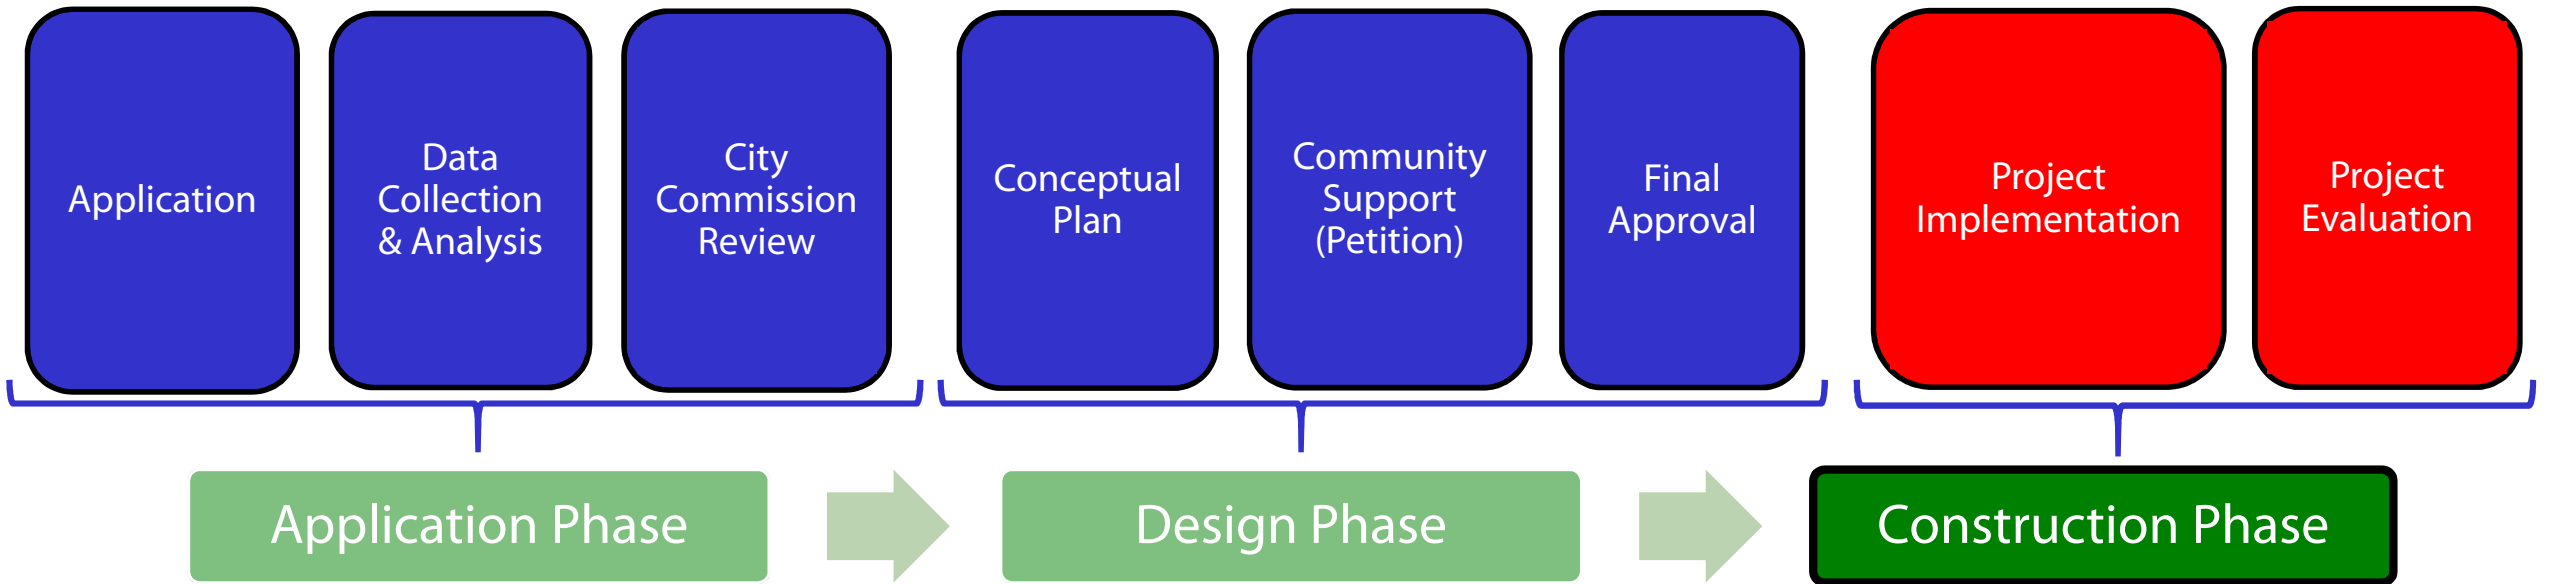 Application
Data
Collection
& Analysis
City
Commission
Review
Conceptual
Plan
Community
Support
(Petition)
Final
Approval
Project
Implementation
Project
Evaluation
Application Phase
Design Phase
Construction Phase